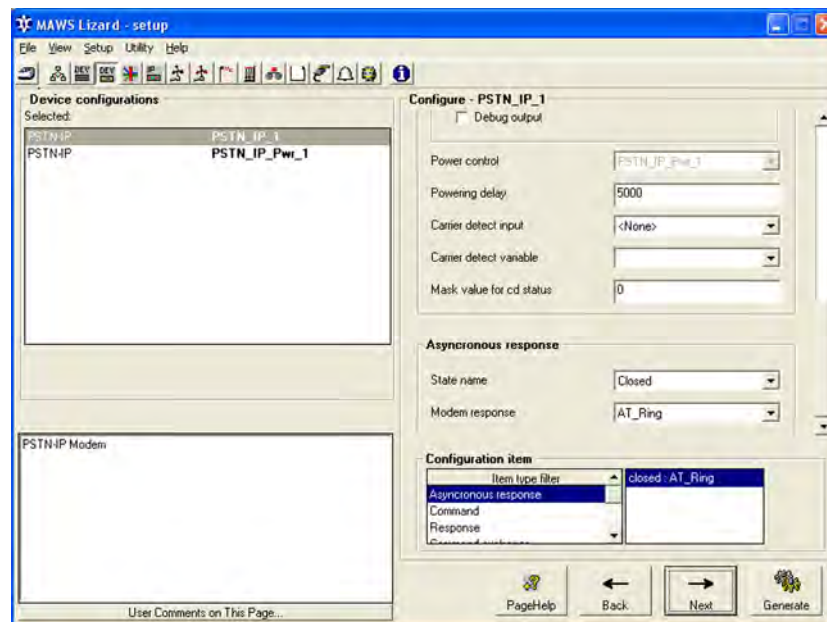 MAWS Lizard - setup
File View Setup Utility Help
Device configurations
Selected:
PSTN-IP PSTN_IP_1
PSTN-IP PSTN_IP_Pwr_1
PSTN-IP Modem
User Comments on This Page...
Configure - PSTN_IP_1
Debug output
Power control PSTN_IP_Pwr_1
Powering delay 5000
Carrier detect input <None>
Carrier detect variable
Mask value for cd status 0
Asyncronous response
State name Closed
Modem response AT_Ring
Configuration item
Item type filter
Asyncronous response
Command
Response
closed : AT_Ring
PageHelp Back Next Generate